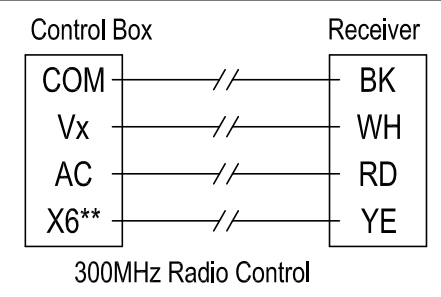 Control Box Receiver
COM BK
Vx WH
AC RD
X6** YE
300MHz Radio Control